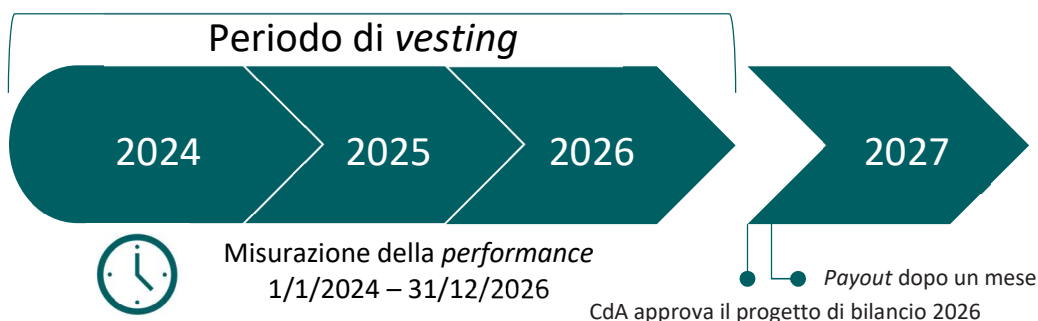 Periodo di vesting
2024
2025
2026
2027
Misurazione della performance
1/1/2024 – 31/12/2026
Payout dopo un mese
CdA approva il progetto di bilancio 2026